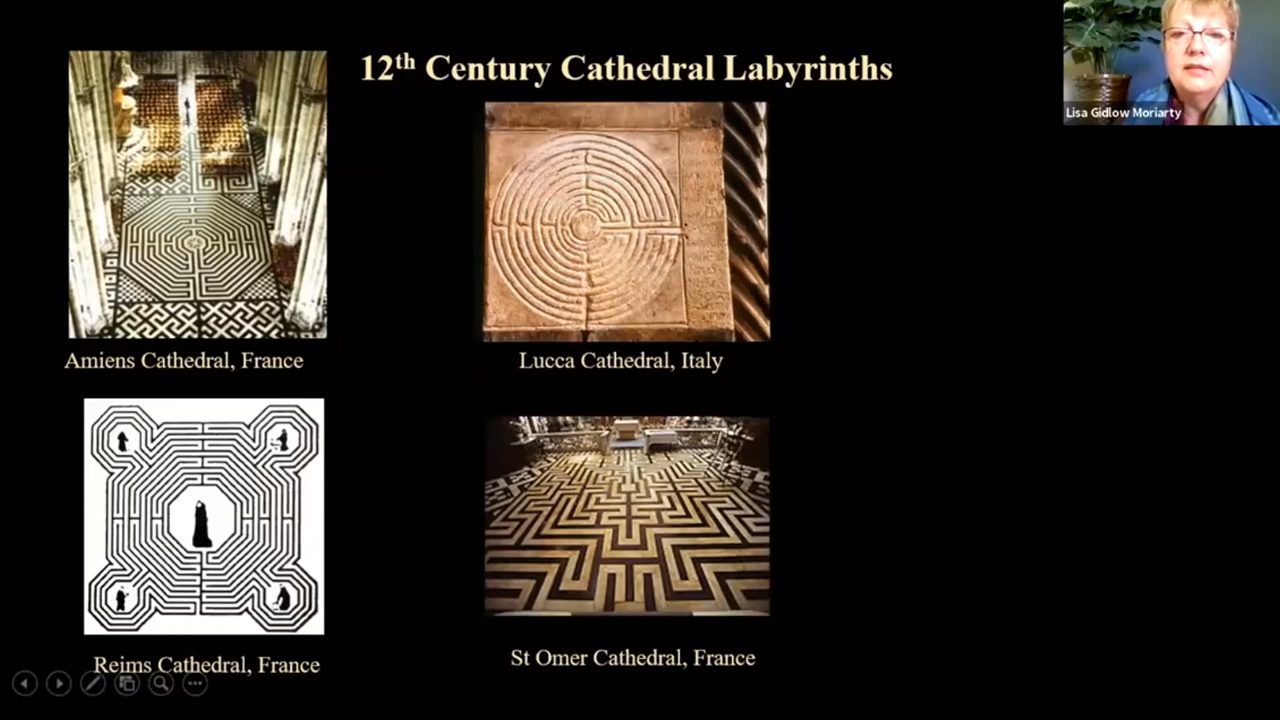 12th Century Cathedral Labyrinths
Lisa Gidlow Moriarty
Amiens Cathedral, France
Lucca Cathedral, Italy
Reims Cathedral, France
St Omer Cathedral, France